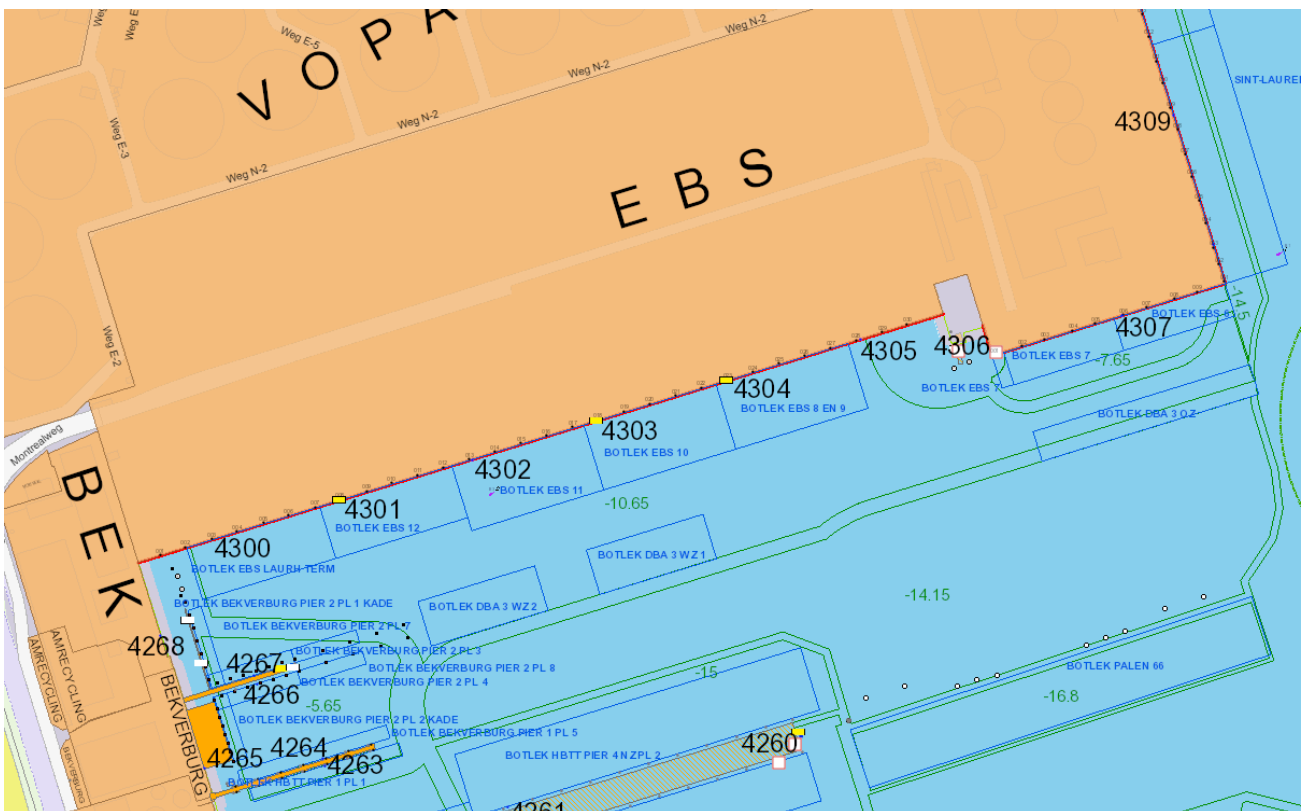 Weg E-5
V O P A
Weg N-2
Weg N-2
Weg N-2
Weg N-2
Weg E-3
Weg E-2
SINT-LAURE
4309
E B S
4305
4306
4307
BOTLEK EBS 7
BOTLEK EBS 7
-7.65
-14.5
4304
BOTLEK EBS 8 EN 9
BOTLEK DBA 3 OZ
4303
BOTLEK EBS 10
4302
BOTLEK EBS 11
-10.65
Montrealweg
4301
BOTLEK EBS 12
4300
BOTLEK EBS LAURH TERM
BOTLEK DBA 3 WZ 1
BOTLEK DBA 3 WZ 2
-14.15
BEK
BOTLEK BEKVERBURG PIER 2 PL 1 KADE
BOTLEK BEKVERBURG PIER 2 PL 7
4268
BOTLEK BEKVERBURG PIER 2 PL 3
4267
BOTLEK BEKVERBURG PIER 2 PL 8
BOTLEK BEKVERBURG PIER 2 PL 4
4266
-5.65
-15
BOTLEK PALEN 66
-16.8
AMRECYCLING
AMRECYCLING
BEKVERBURG
BEKVERBURG
BOTLEK BEKVERBURG PIER 2 PL 2 KADE
BOTLEK BEKVERBURG PIER 1 PL 5
4265
4264
4263
BOTLEK HBTT PIER 1 PL 1
BOTLEK HBTT PIER 4 NZ PL 2
4260
4261